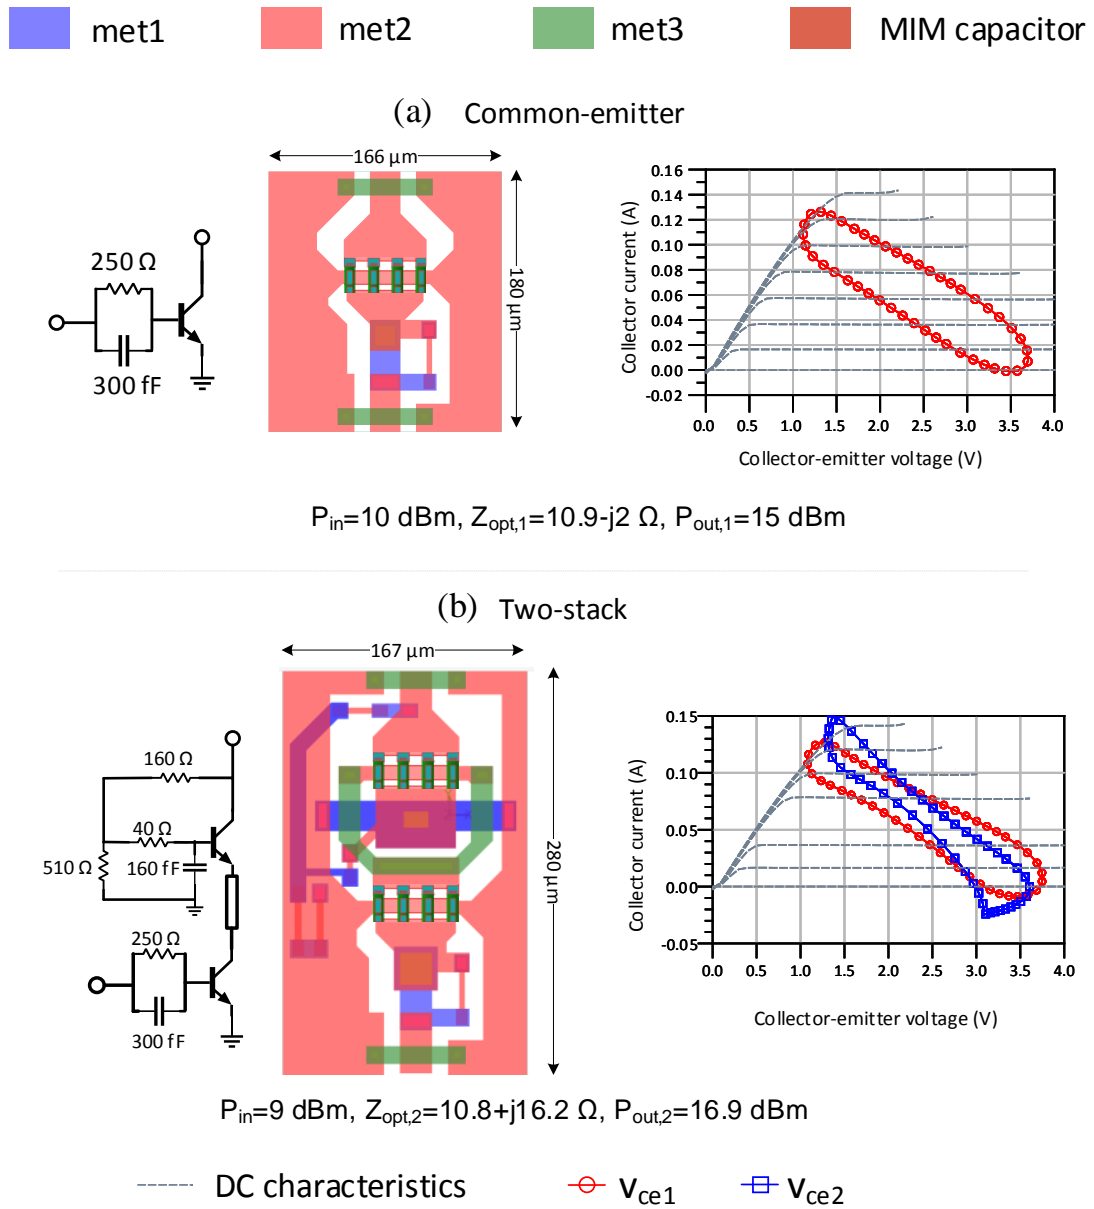 met1 met2 met3 MIM capacitor
(a) Common-emitter
166 µm
180 µm
250 Ω
300 fF
Collector current (A)
0.16
0.14
0.12
0.10
0.08
0.06
0.04
0.02
0.00
-0.02
0.0 0.5 1.0 1.5 2.0 2.5 3.0 3.5 4.0
Collector-emitter voltage (V)
Pin=10 dBm, Zopt,1=10.9-j2 Ω, Pout,1=15 dBm
(b) Two-stack
167 µm
280 µm
160 Ω
40 Ω
510 Ω
160 fF
250 Ω
300 fF
Collector current (A)
0.15
0.10
0.05
0.00
-0.05
0.0 0.5 1.0 1.5 2.0 2.5 3.0 3.5 4.0
Collector-emitter voltage (V)
Pin=9 dBm, Zopt,2=10.8+j16.2 Ω, Pout,2=16.9 dBm
DC characteristics Vce1 Vce2